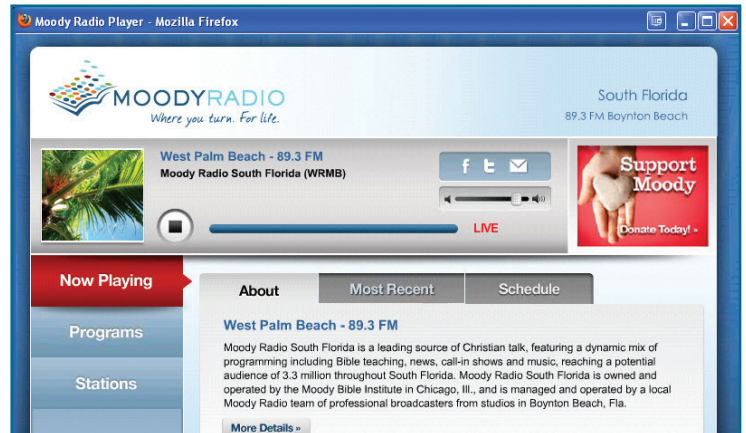 Moody Radio Player - Mozilla Firefox
MOODYRADIO
Where you turn. For life.
South Florida
89.3 FM Boynton Beach
West Palm Beach - 89.3 FM
Moody Radio South Florida (WRMB)
LIVE
Support
Moody
Donate Today! »
Now Playing
Programs
Stations
About
Most Recent
Schedule
West Palm Beach - 89.3 FM
Moody Radio South Florida is a leading source of Christian talk, featuring a dynamic mix of
programming including Bible teaching, news, call-in shows and music, reaching a potential
audience of 3.3 million throughout South Florida. Moody Radio South Florida is owned and
operated by the Moody Bible Institute in Chicago, Ill., and is managed and operated by a local
Moody Radio team of professional broadcasters from studios in Boynton Beach, Fla.
More Details »